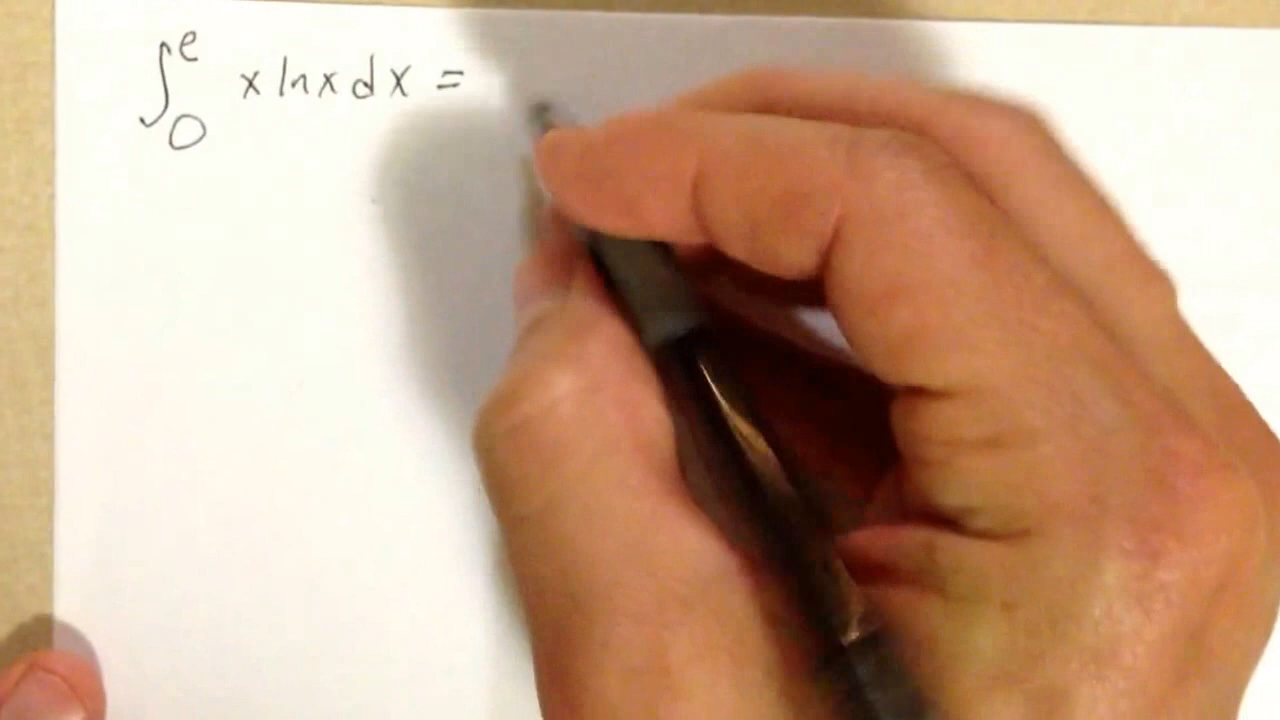 ∫₀ᵉ x ln x dx =